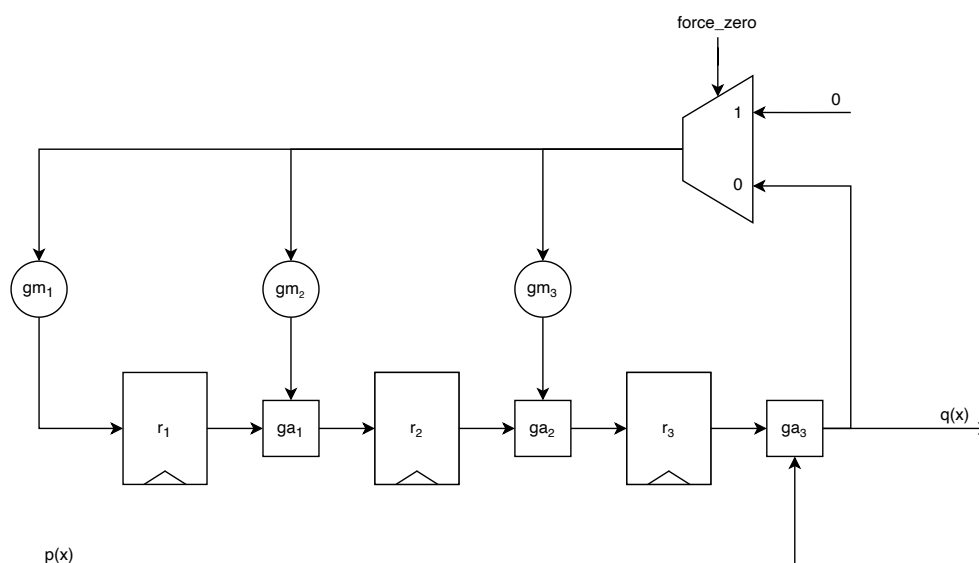 force_zero
0
1
0
gm₁
gm₂
gm₃
q(x)
r₁
ga₁
r₂
ga₂
r₃
ga₃
p(x)